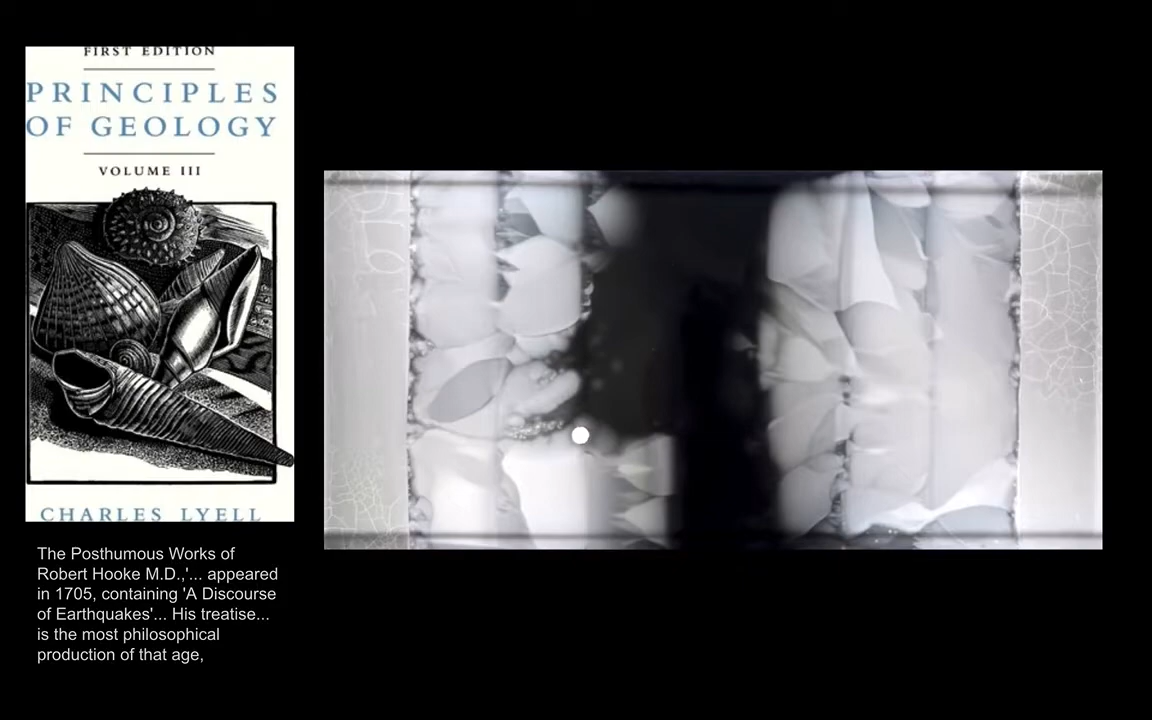 FIRST EDITION
PRINCIPLES
OF GEOLOGY
VOLUME III
CHARLES LYELL
The Posthumous Works of
Robert Hooke M.D.,'... appeared
in 1705, containing 'A Discourse
of Earthquakes'... His treatise...
is the most philosophical
production of that age,